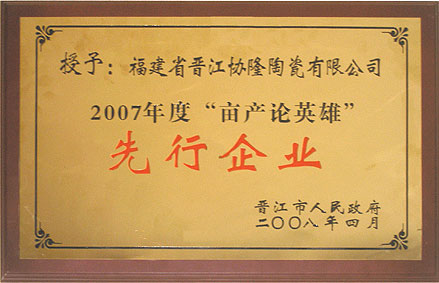 授予：福建省晋江协隆陶瓷有限公司
2007年度“亩产论英雄”
先行企业
晋江市人民政府
二〇〇八年四月